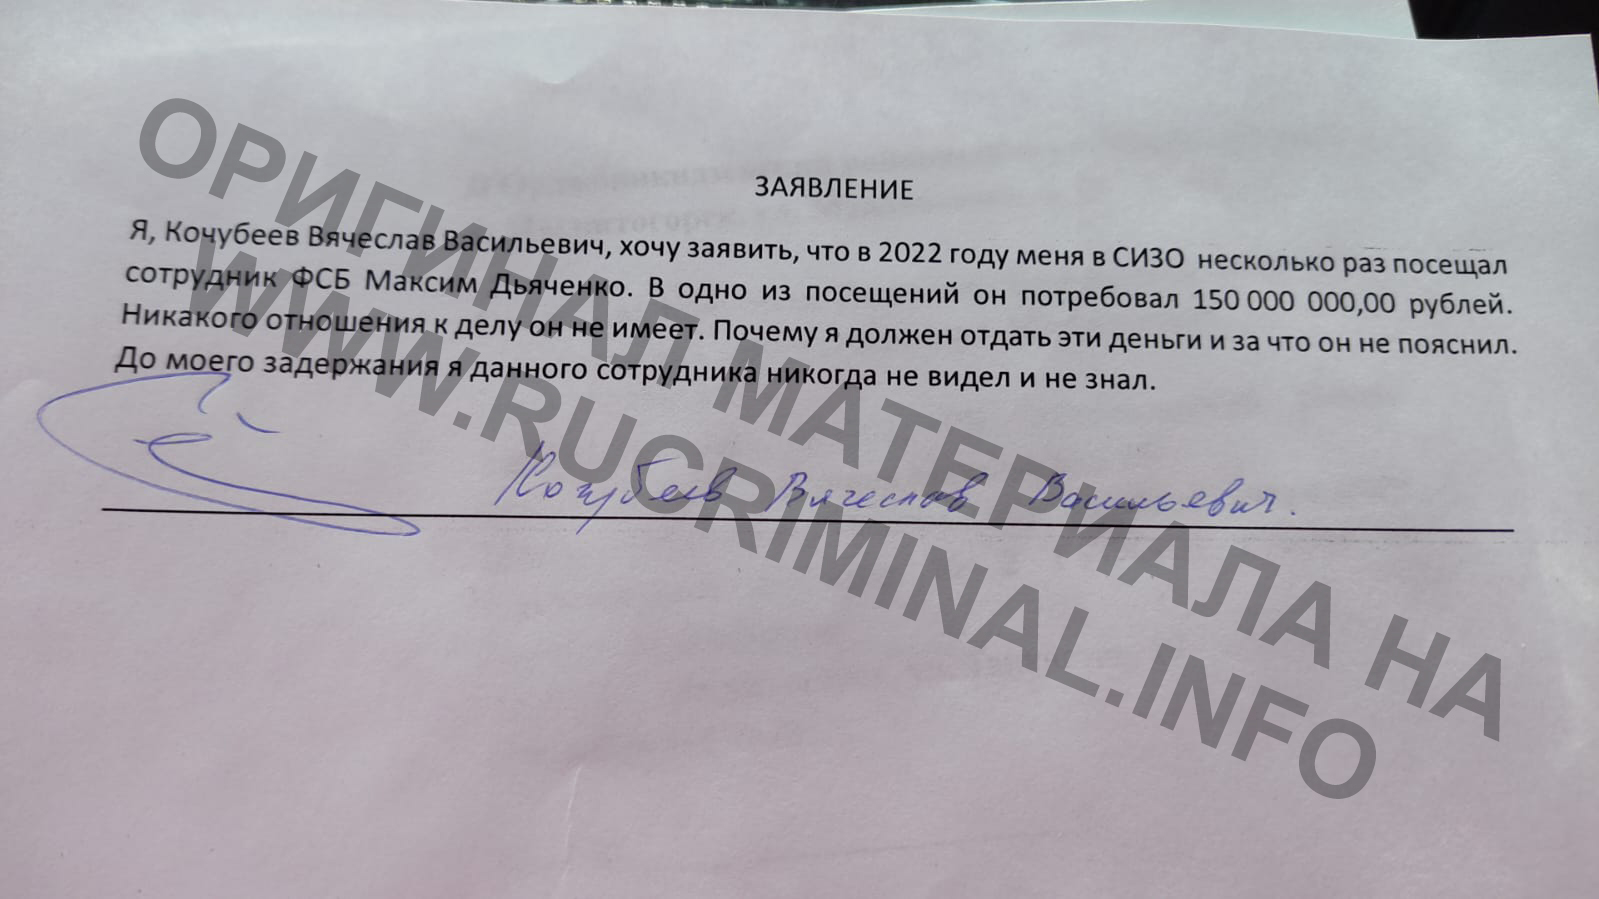 ЗАЯВЛЕНИЕ
Я, Кочубеев Вячеслав Васильевич, хочу заявить, что в 2022 году меня в СИЗО несколько раз посещал
сотрудник ФСБ Максим Дьяченко. В одно из посещений он потребовал 150 000 000,00 рублей.
Никакого отношения к делу он не имеет. Почему я должен отдать эти деньги и за что он не пояснил.
До моего задержания я данного сотрудника никогда не видел и не знал.
Кочубеев Вячеслав Васильевич.
ОРИГИНАЛ МАТЕРИАЛА НА
WWW.RUCRIMINAL.INFO